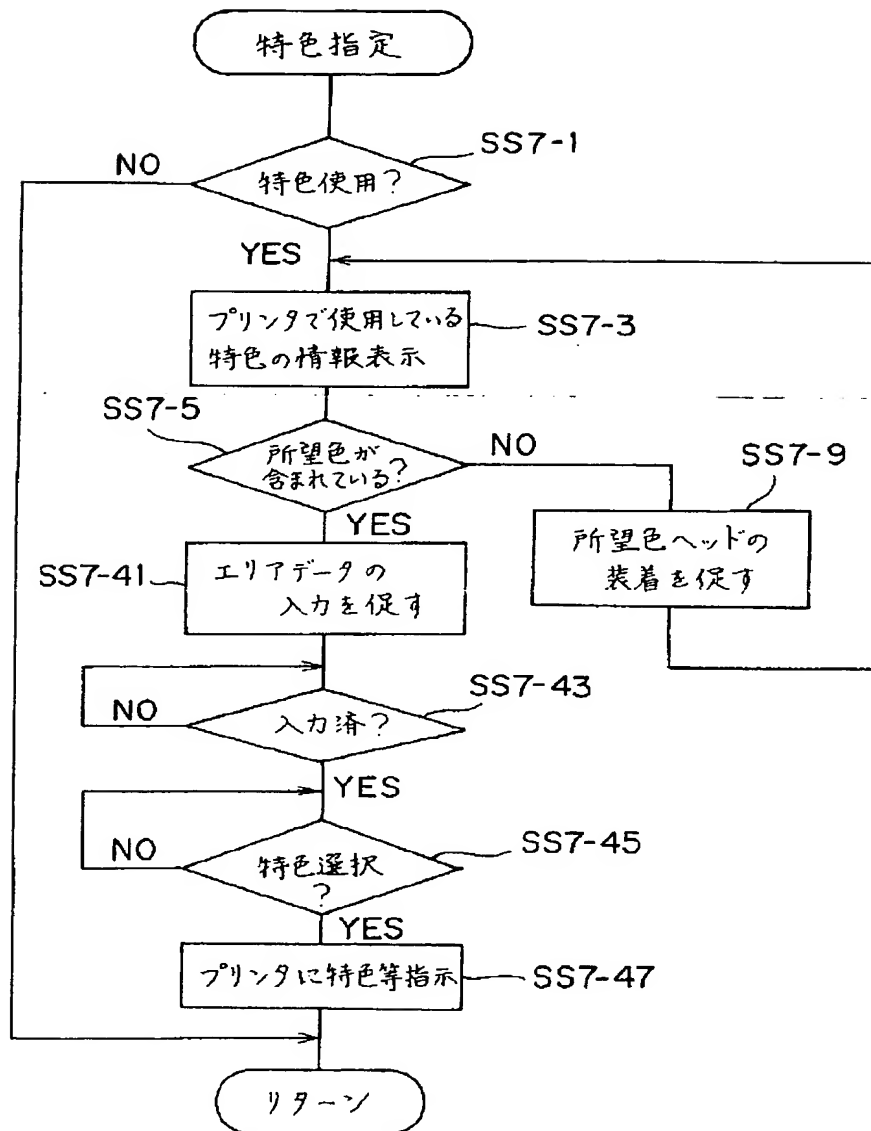 特色指定
SS7-1
NO
特色使用?
YES
プリンタで使用している
特色の情報表示
SS7-3
SS7-5
所望色が
含まれている?
NO
SS7-9
YES
所望色ヘッドの
装着を促す
SS7-41
エリアデータの
入力を促す
SS7-43
NO
入力済?
YES
SS7-45
NO
特色選択
?
YES
プリンタに特色等指示
SS7-47
リターン